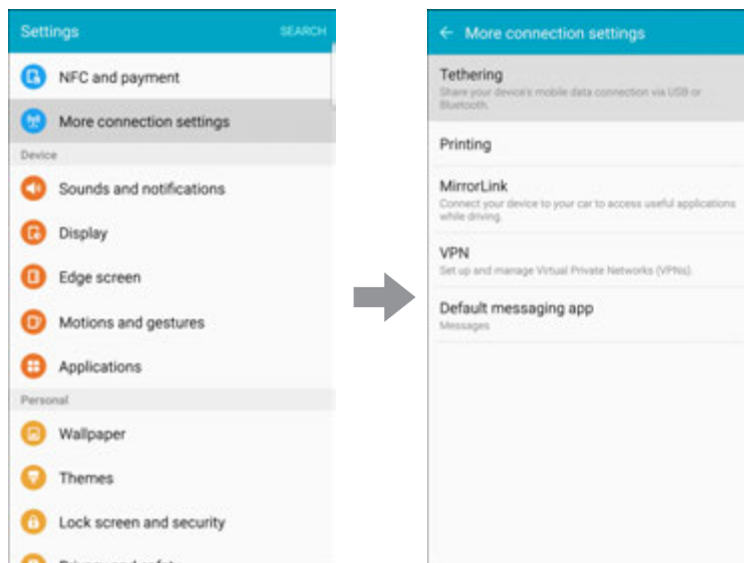 Settings SEARCH
NFC and payment
More connection settings
Device
Sounds and notifications
Display
Edge screen
Motions and gestures
Applications
Personal
Wallpaper
Themes
Lock screen and security
Privacy and safety
More connection settings
Tethering
Share your device's mobile data connection via USB or
Bluetooth.
Printing
MirrorLink
Connect your device to your car to access useful applications
while driving.
VPN
Set up and manage Virtual Private Networks (VPNs).
Default messaging app
Messages